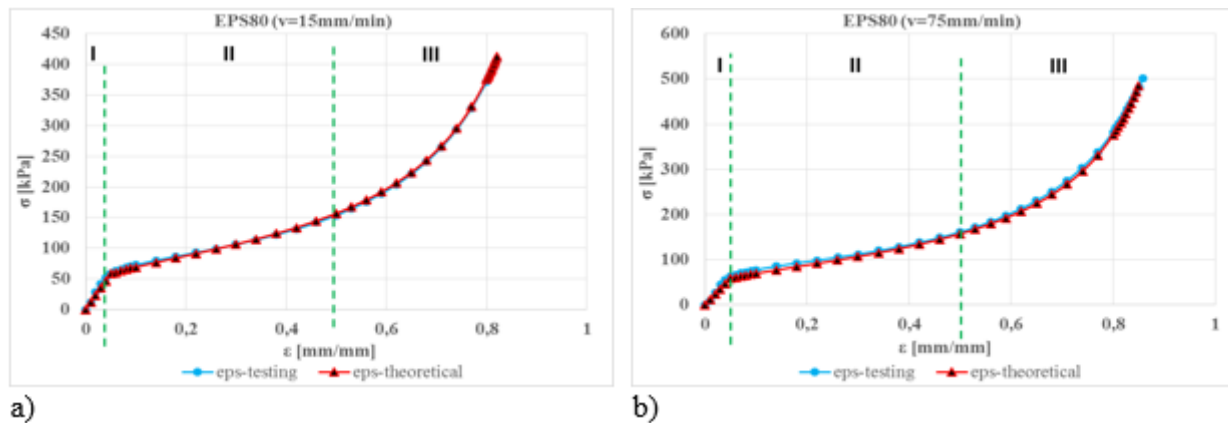 EPS80 (v=15mm/min)
450
400
350
300
250
200
150
100
50
0
σ [kPa]
I
II
III
0
0,2
0,4
0,6
0,8
1
ε [mm/mm]
eps-testing
eps-theoretical
a)
EPS80 (v=75mm/min)
600
500
400
300
200
100
0
σ [kPa]
I
II
III
0
0,2
0,4
0,6
0,8
1
ε [mm/mm]
eps-testing
eps-theoretical
b)